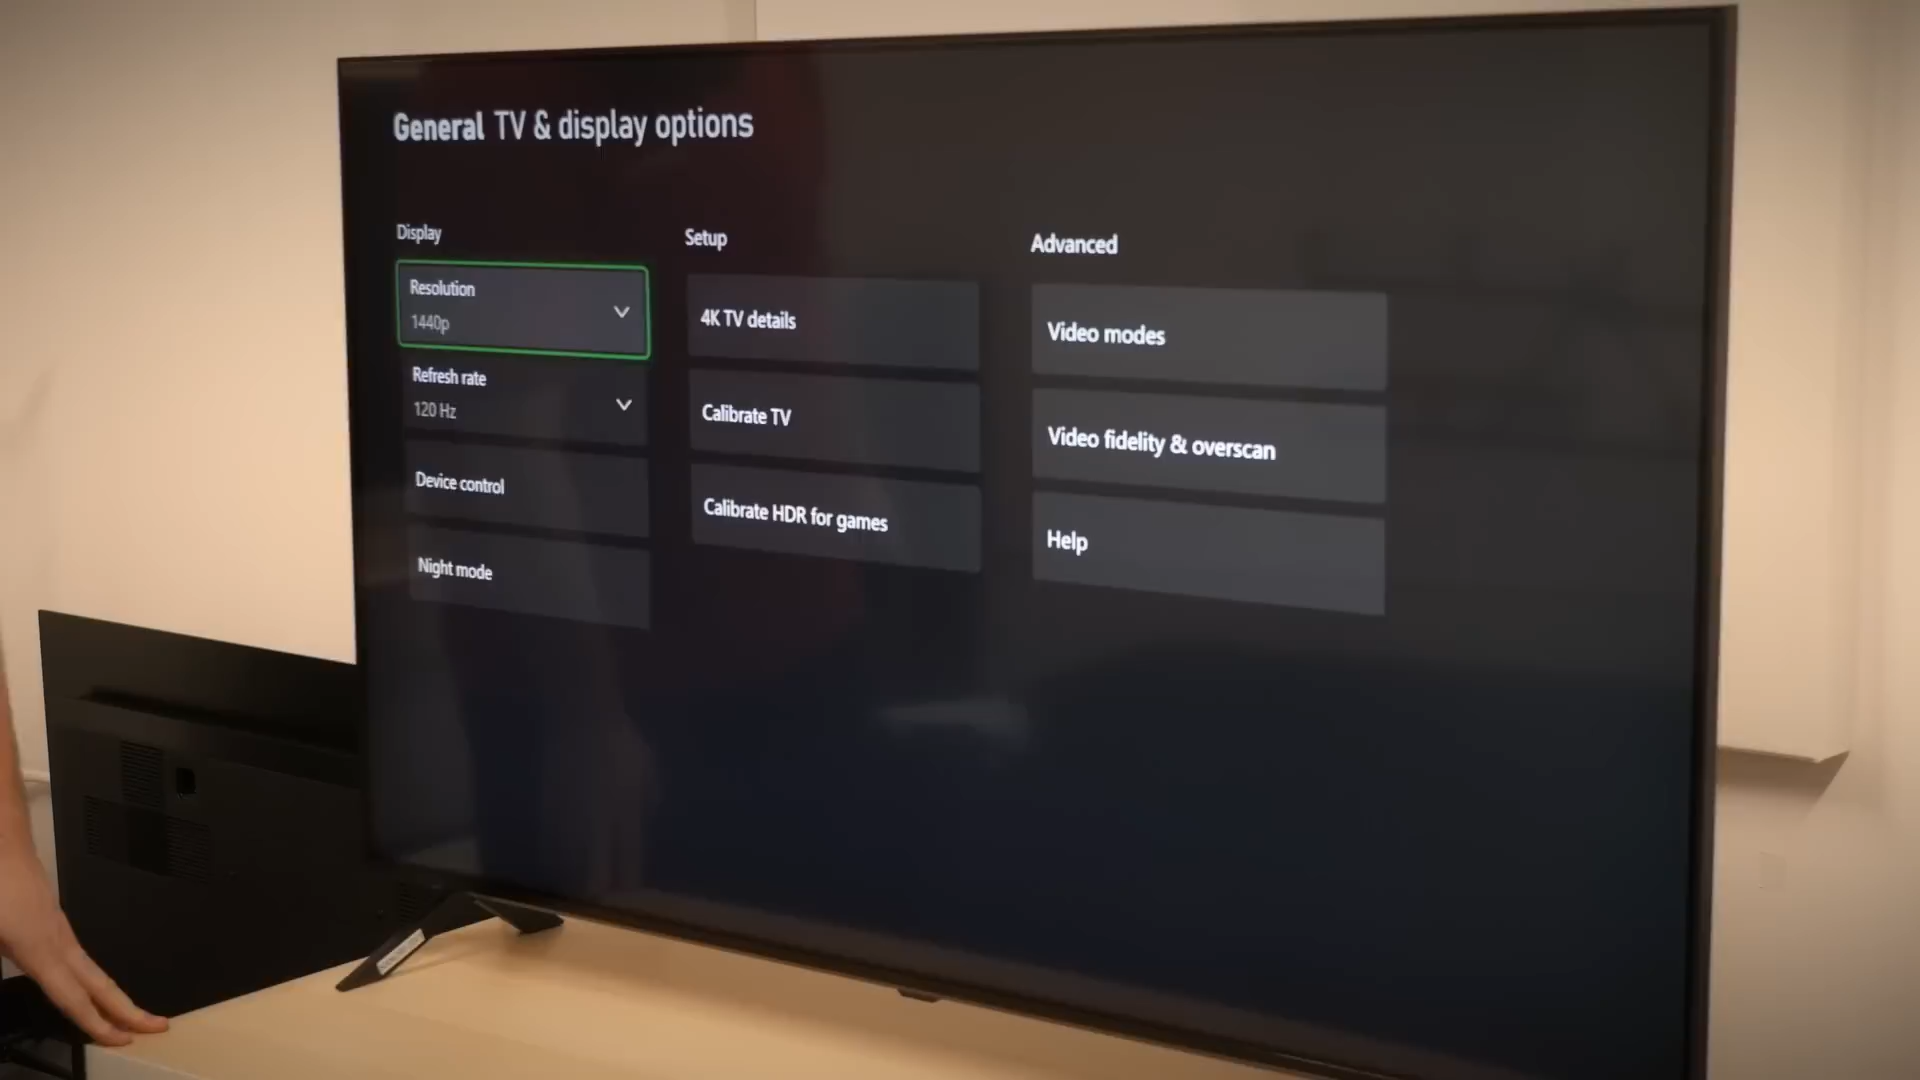 General TV & display options
Display
Resolution
1440p
Refresh rate
120 Hz
Device control
Night mode
Setup
4K TV details
Calibrate TV
Calibrate HDR for games
Advanced
Video modes
Video fidelity & overscan
Help